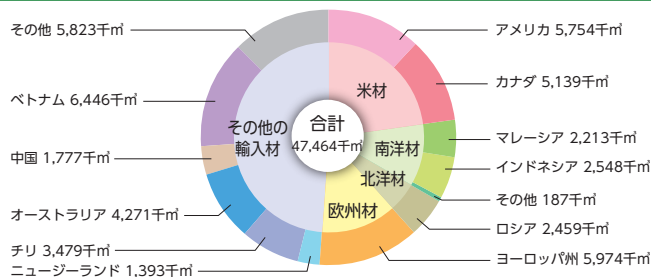 アメリカ 5,754千㎥
カナダ 5,139千㎥
マレーシア 2,213千㎥
インドネシア 2,548千㎥
その他 187千㎥
ロシア 2,459千㎥
ヨーロッパ州 5,974千㎥
ニュージーランド 1,393千㎥
チリ 3,479千㎥
オーストラリア 4,271千㎥
中国 1,777千㎥
ベトナム 6,446千㎥
その他 5,823千㎥
米材
南洋材
北洋材
欧州材
その他の
輸入材
合計
47,464千㎥